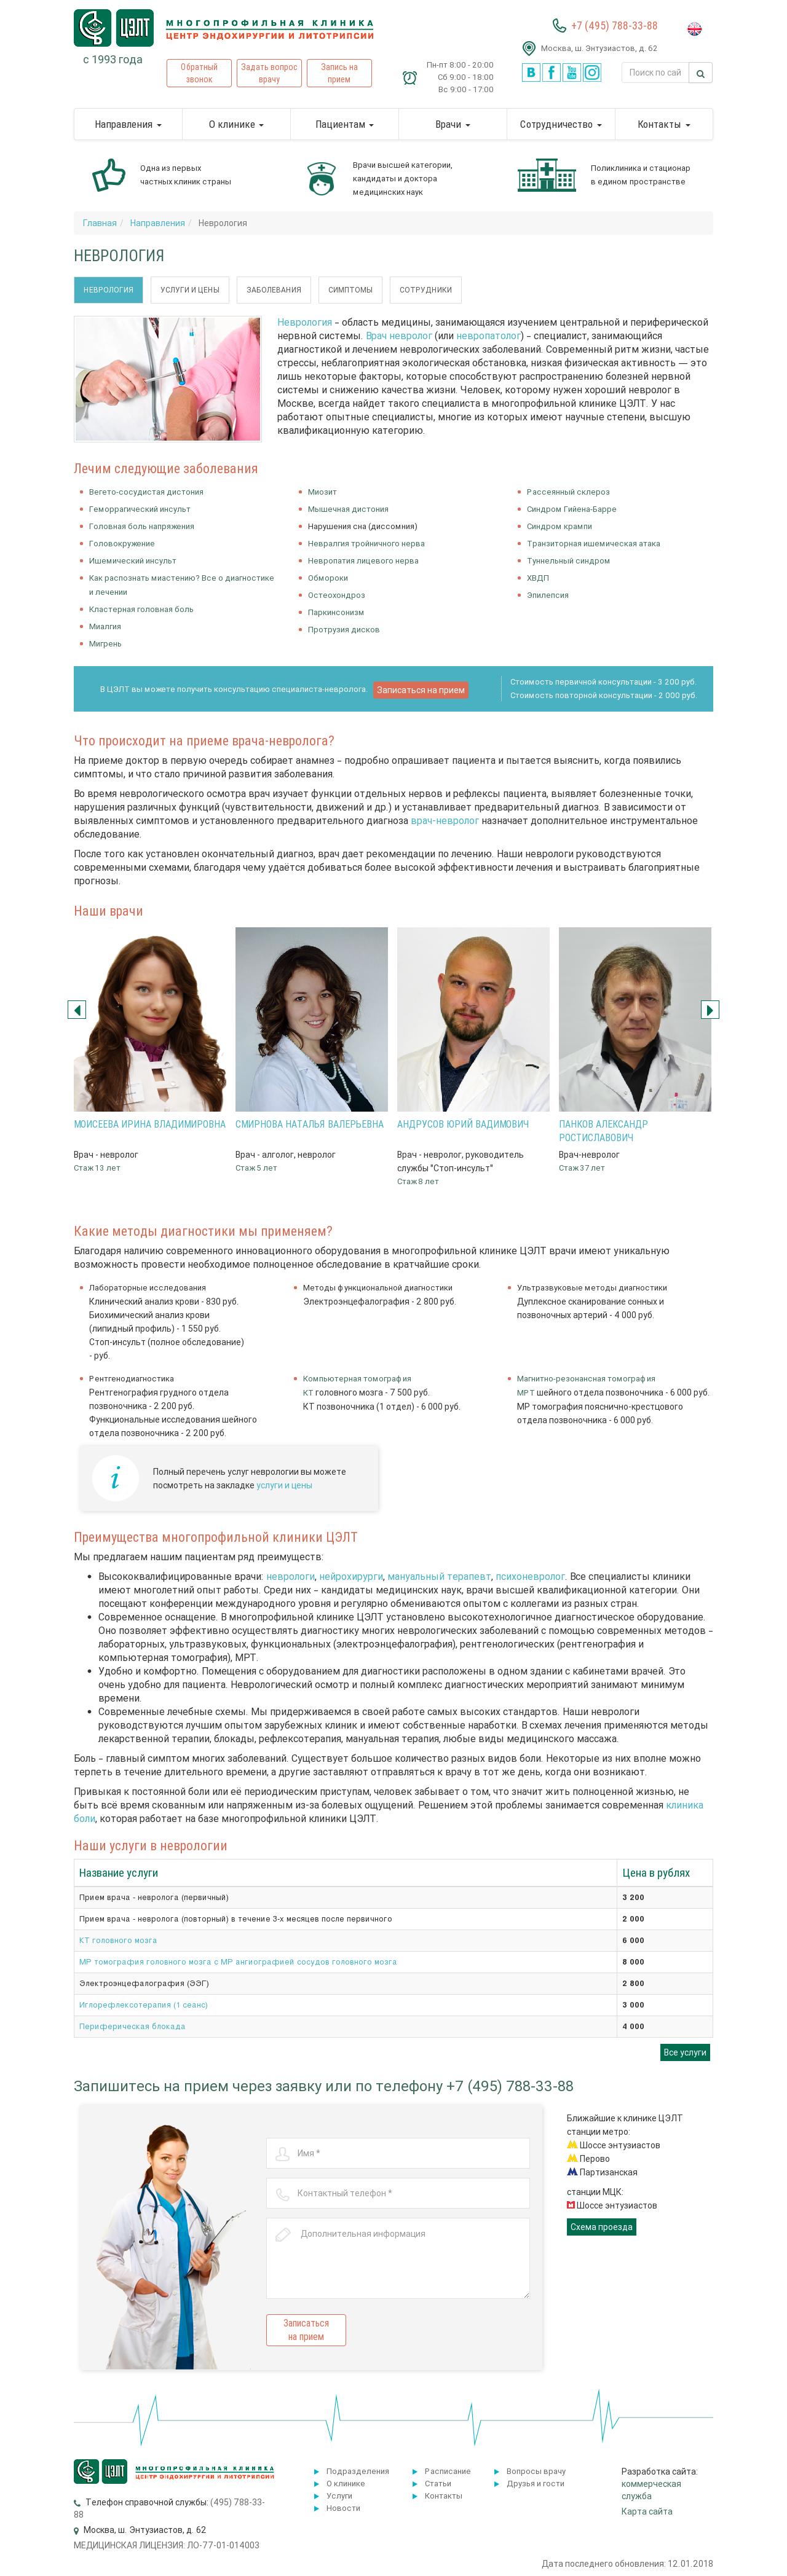 ЦЭЛТ
с 1993 года
МНОГОПРОФИЛЬНАЯ КЛИНИКА
ЦЕНТР ЭНДОХИРУРГИИ И ЛИТОТРИПСИИ
Обратный
звонок
Задать вопрос
врачу
Запись на
прием
Пн-пт 8:00 - 20:00
Сб 9:00 - 18:00
Вс 9:00 - 17:00
+7 (495) 788-33-88
Москва, ш. Энтузиастов, д. 62
Поиск по сай
Направления
О клинике
Пациентам
Врачи
Сотрудничество
Контакты
Одна из первых
частных клиник страны
Врачи высшей категории,
кандидаты и доктора
медицинских наук
Поликлиника и стационар
в едином пространстве
Главная / Направления / Неврология
НЕВРОЛОГИЯ
НЕВРОЛОГИЯ
УСЛУГИ И ЦЕНЫ
ЗАБОЛЕВАНИЯ
СИМПТОМЫ
СОТРУДНИКИ
Неврология – область медицины, занимающаяся изучением центральной и периферической
нервной системы. Врач невролог (или невропатолог) – специалист, занимающийся
диагностикой и лечением неврологических заболеваний. Современный ритм жизни, частые
стрессы, неблагоприятная экологическая обстановка, низкая физическая активность — это
лишь некоторые факторы, которые способствуют распространению болезней нервной
системы и снижению качества жизни. Человек, которому нужен хороший невролог в
Москве, всегда найдет такого специалиста в многопрофильной клинике ЦЭЛТ. У нас
работают опытные специалисты, многие из которых имеют научные степени, высшую
квалификационную категорию.
Лечим следующие заболевания
Вегето-сосудистая дистония
Геморрагический инсульт
Головная боль напряжения
Головокружение
Ишемический инсульт
Как распознать миастению? Все о диагностике
и лечении
Кластерная головная боль
Миалгия
Мигрень
Миозит
Мышечная дистония
Нарушения сна (диссомния)
Невралгия тройничного нерва
Невропатия лицевого нерва
Обмороки
Остеохондроз
Паркинсонизм
Протрузия дисков
Рассеянный склероз
Синдром Гийена-Барре
Синдром крампи
Транзиторная ишемическая атака
Туннельный синдром
ХВДП
Эпилепсия
В ЦЭЛТ вы можете получить консультацию специалиста-невролога. Записаться на прием
Стоимость первичной консультации - 3 200 руб.
Стоимость повторной консультации - 2 000 руб.
Что происходит на приеме врача-невролога?
На приеме доктор в первую очередь собирает анамнез – подробно опрашивает пациента и пытается выяснить, когда появились
симптомы, и что стало причиной развития заболевания.
Во время неврологического осмотра врач изучает функции отдельных нервов и рефлексы пациента, выявляет болезненные точки,
нарушения различных функций (чувствительности, движений и др.) и устанавливает предварительный диагноз. В зависимости от
выявленных симптомов и установленного предварительного диагноза врач-невролог назначает дополнительное инструментальное
обследование.
После того как установлен окончательный диагноз, врач дает рекомендации по лечению. Наши неврологи руководствуются
современными схемами, благодаря чему удаётся добиваться более высокой эффективности лечения и выстраивать благоприятные
прогнозы.
Наши врачи
МОИСЕЕВА ИРИНА ВЛАДИМИРОВНА
Врач - невролог
Стаж 13 лет
СМИРНОВА НАТАЛЬЯ ВАЛЕРЬЕВНА
Врач - алголог, невролог
Стаж 5 лет
АНДРУСОВ ЮРИЙ ВАДИМОВИЧ
Врач - невролог, руководитель
службы "Стоп-инсульт"
Стаж 8 лет
ПАНКОВ АЛЕКСАНДР
РОСТИСЛАВОВИЧ
Врач-невролог
Стаж 37 лет
Какие методы диагностики мы применяем?
Благодаря наличию современного инновационного оборудования в многопрофильной клинике ЦЭЛТ врачи имеют уникальную
возможность провести необходимое полноценное обследование в кратчайшие сроки.
Лабораторные исследования
Клинический анализ крови - 830 руб.
Биохимический анализ крови
(липидный профиль) - 1 550 руб.
Стоп-инсульт (полное обследование)
- руб.
Методы функциональной диагностики
Электроэнцефалография - 2 800 руб.
Ультразвуковые методы диагностики
Дуплексное сканирование сонных и
позвоночных артерий - 4 000 руб.
Рентгенодиагностика
Рентгенография грудного отдела
позвоночника - 2 200 руб.
Функциональные исследования шейного
отдела позвоночника - 2 200 руб.
Компьютерная томография
КТ головного мозга - 7 500 руб.
КТ позвоночника (1 отдел) - 6 000 руб.
Магнитно-резонансная томография
МРТ шейного отдела позвоночника - 6 000 руб.
МР томография пояснично-крестцового
отдела позвоночника - 6 000 руб.
i
Полный перечень услуг неврологии вы можете
посмотреть на закладке услуги и цены
Преимущества многопрофильной клиники ЦЭЛТ
Мы предлагаем нашим пациентам ряд преимуществ:
Высококвалифицированные врачи: неврологи, нейрохирурги, мануальный терапевт, психоневролог. Все специалисты клиники
имеют многолетний опыт работы. Среди них – кандидаты медицинских наук, врачи высшей квалификационной категории. Они
посещают конференции международного уровня и регулярно обмениваются опытом с коллегами из разных стран.
Современное оснащение. В многопрофильной клинике ЦЭЛТ установлено высокотехнологичное диагностическое оборудование.
Оно позволяет эффективно осуществлять диагностику многих неврологических заболеваний с помощью современных методов –
лабораторных, ультразвуковых, функциональных (электроэнцефалография), рентгенологических (рентгенография и
компьютерная томография), МРТ.
Удобно и комфортно. Помещения с оборудованием для диагностики расположены в одном здании с кабинетами врачей. Это
очень удобно для пациента. Неврологический осмотр и полный комплекс диагностических мероприятий занимают минимум
времени.
Современные лечебные схемы. Мы придерживаемся в своей работе самых высоких стандартов. Наши неврологи
руководствуются лучшим опытом зарубежных клиник и имеют собственные наработки. В схемах лечения применяются методы
лекарственной терапии, блокады, рефлексотерапия, мануальная терапия, любые виды медицинского массажа.
Боль – главный симптом многих заболеваний. Существует большое количество разных видов боли. Некоторые из них вполне можно
терпеть в течение длительного времени, а другие заставляют отправляться к врачу в тот же день, когда они возникают.
Привыкая к постоянной боли или её периодическим приступам, человек забывает о том, что значит жить полноценной жизнью, не
быть всё время скованным или напряженным из-за болевых ощущений. Решением этой проблемы занимается современная клиника
боли, которая работает на базе многопрофильной клиники ЦЭЛТ.
Наши услуги в неврологии
Название услуги Цена в рублях
Прием врача - невролога (первичный) 3 200
Прием врача - невролога (повторный) в течение 3-х месяцев после первичного 2 000
КТ головного мозга 6 000
МР томография головного мозга с МР ангиографией сосудов головного мозга 8 000
Электроэнцефалография (ЭЭГ) 2 800
Иглорефлексотерапия (1 сеанс) 3 000
Периферическая блокада 4 000
Все услуги
Запишитесь на прием через заявку или по телефону +7 (495) 788-33-88
Имя *
Контактный телефон *
Дополнительная информация
Записаться
на прием
Ближайшие к клинике ЦЭЛТ
станции метро:
Шоссе энтузиастов
Перово
Партизанская
станции МЦК:
Шоссе энтузиастов
Схема проезда
ЦЭЛТ
МНОГОПРОФИЛЬНАЯ КЛИНИКА
ЦЕНТР ЭНДОХИРУРГИИ И ЛИТОТРИПСИИ
Телефон справочной службы: (495) 788-33-
88
Москва, ш. Энтузиастов, д. 62
МЕДИЦИНСКАЯ ЛИЦЕНЗИЯ: ЛО-77-01-014003
Подразделения
О клинике
Услуги
Новости
Расписание
Статьи
Контакты
Вопросы врачу
Друзья и гости
Разработка сайта:
коммерческая
служба
Карта сайта
Дата последнего обновления: 12.01.2018